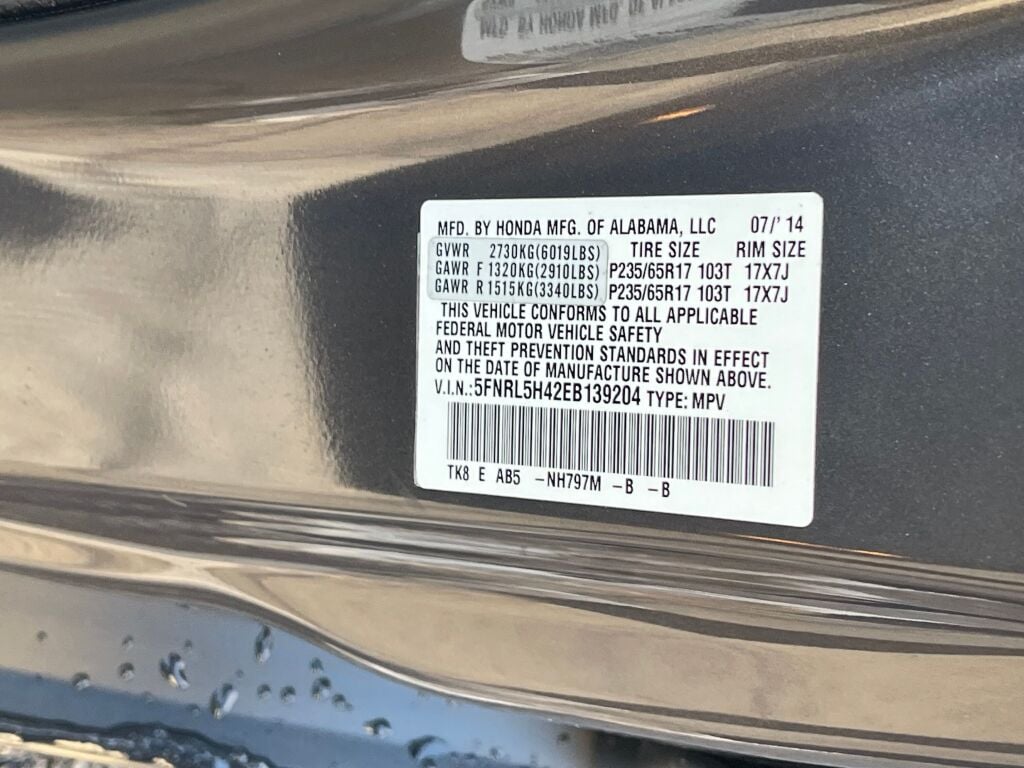 MFD. BY HONDA MFG. OF ALABAMA, LLC 07/'14
GVWR 2730KG(6019LBS) TIRE SIZE RIM SIZE
GAWR F 1320KG(2910LBS) P235/65R17 103T 17X7J
GAWR R 1515KG(3340LBS) P235/65R17 103T 17X7J
THIS VEHICLE CONFORMS TO ALL APPLICABLE
FEDERAL MOTOR VEHICLE SAFETY
AND THEFT PREVENTION STANDARDS IN EFFECT
ON THE DATE OF MANUFACTURE SHOWN ABOVE.
V.I.N.:5FNRL5H42EB139204 TYPE: MPV
TK8 E AB5 -NH797M -B -B